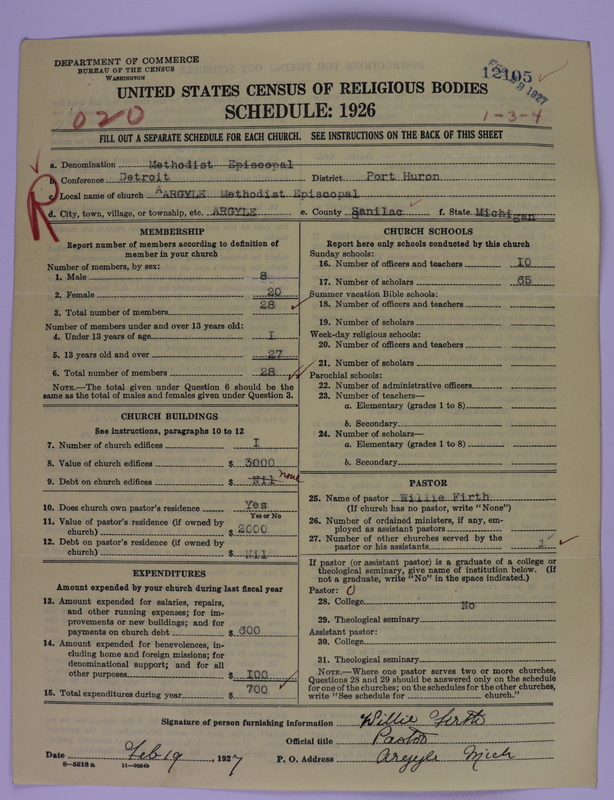 DEPARTMENT OF COMMERCE
BUREAU OF THE CENSUS
WASHINGTON
12105
FEB 1927
UNITED STATES CENSUS OF RELIGIOUS BODIES
SCHEDULE: 1926
020
1-3-4
FILL OUT A SEPARATE SCHEDULE FOR EACH CHURCH. SEE INSTRUCTIONS ON THE BACK OF THIS SHEET
R
a. Denomination Methodist Episcopal
b. Conference Detroit District Port Huron
c. Local name of church AARGYLE Methodist Episcopal
d. City, town, village, or township, etc. ARGYLE e. County Sanilac f. State Michigan
MEMBERSHIP
Report number of members according to definition of
member in your church
Number of members, by sex:
1. Male 8
2. Female 20
3. Total number of members 28
Number of members under and over 13 years old:
4. Under 13 years of age I
5. 13 years old and over 27
6. Total number of members 28
NOTE.—The total given under Question 6 should be the
same as the total of males and females given under Question 3.
CHURCH BUILDINGS
See instructions, paragraphs 10 to 12
7. Number of church edifices I
8. Value of church edifices $ 3000
9. Debt on church edifices $ Nil none
10. Does church own pastor's residence Yes
Yes or No
11. Value of pastor's residence (if owned by
church) $ 2000
12. Debt on pastor's residence (if owned by
church) $ Nil
EXPENDITURES
Amount expended by your church during last fiscal year
13. Amount expended for salaries, repairs,
and other running expenses; for im-
provements or new buildings; and for
payments on church debt $ 600
14. Amount expended for benevolences, in-
cluding home and foreign missions; for
denominational support; and for all
other purposes $ I00
15. Total expenditures during year $ 700
CHURCH SCHOOLS
Report here only schools conducted by this church
Sunday schools:
16. Number of officers and teachers I0
17. Number of scholars 65
Summer vacation Bible schools:
18. Number of officers and teachers
19. Number of scholars
Week-day religious schools:
20. Number of officers and teachers
21. Number of scholars
Parochial schools:
22. Number of administrative officers
23. Number of teachers—
a. Elementary (grades 1 to 8)
b. Secondary
24. Number of scholars—
a. Elementary (grades 1 to 8)
b. Secondary
PASTOR
25. Name of pastor Willie Firth
(If church has no pastor, write "None")
26. Number of ordained ministers, if any, em-
ployed as assistant pastors
27. Number of other churches served by the
pastor or his assistants 2
If pastor (or assistant pastor) is a graduate of a college or
theological seminary, give name of institution below. (If
not a graduate, write "No" in the space indicated.)
Pastor: 0
28. College No
29. Theological seminary
Assistant pastor:
30. College
31. Theological seminary
NOTE.—Where one pastor serves two or more churches,
Questions 28 and 29 should be answered only on the schedule
for one of the churches; on the schedules for the other churches,
write "See schedule for church."
Signature of person furnishing information Willie Firth
Official title Pastor
Date Feb 19, 1927 P. O. Address Argyle Mich